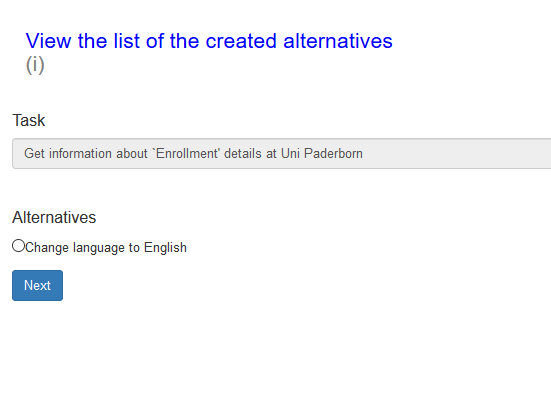 View the list of the created alternatives
(i)
Task
Get information about `Enrollment' details at Uni Paderborn
Alternatives
Change language to English
Next